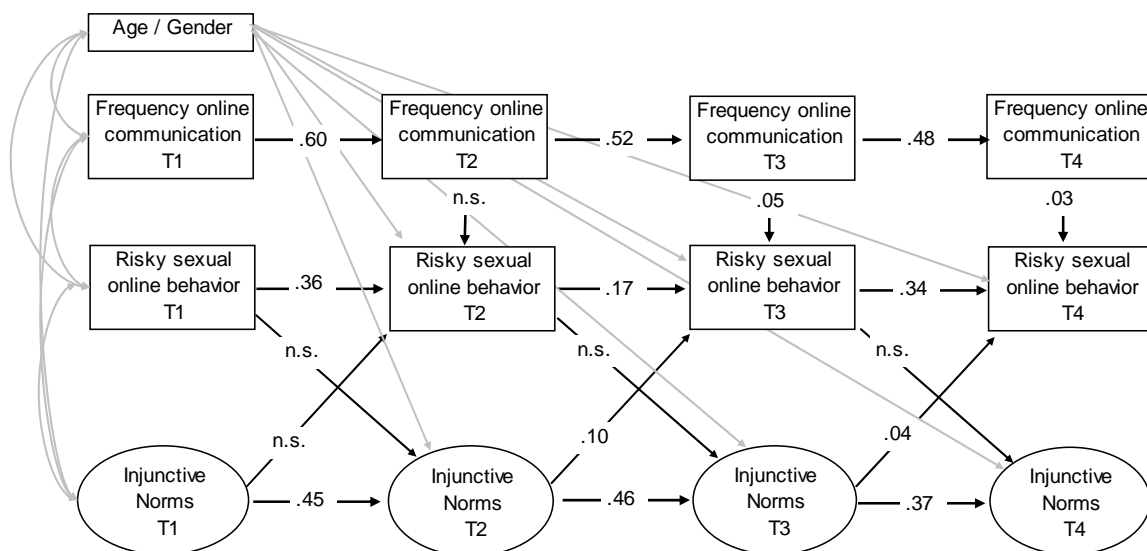 Age / Gender
Frequency online
communication
T1
.60
Frequency online
communication
T2
.52
Frequency online
communication
T3
.48
Frequency online
communication
T4
n.s.
.05
.03
Risky sexual
online behavior
T1
.36
Risky sexual
online behavior
T2
.17
Risky sexual
online behavior
T3
.34
Risky sexual
online behavior
T4
n.s.
n.s.
n.s.
n.s.
.10
.04
Injunctive
Norms
T1
.45
Injunctive
Norms
T2
.46
Injunctive
Norms
T3
.37
Injunctive
Norms
T4